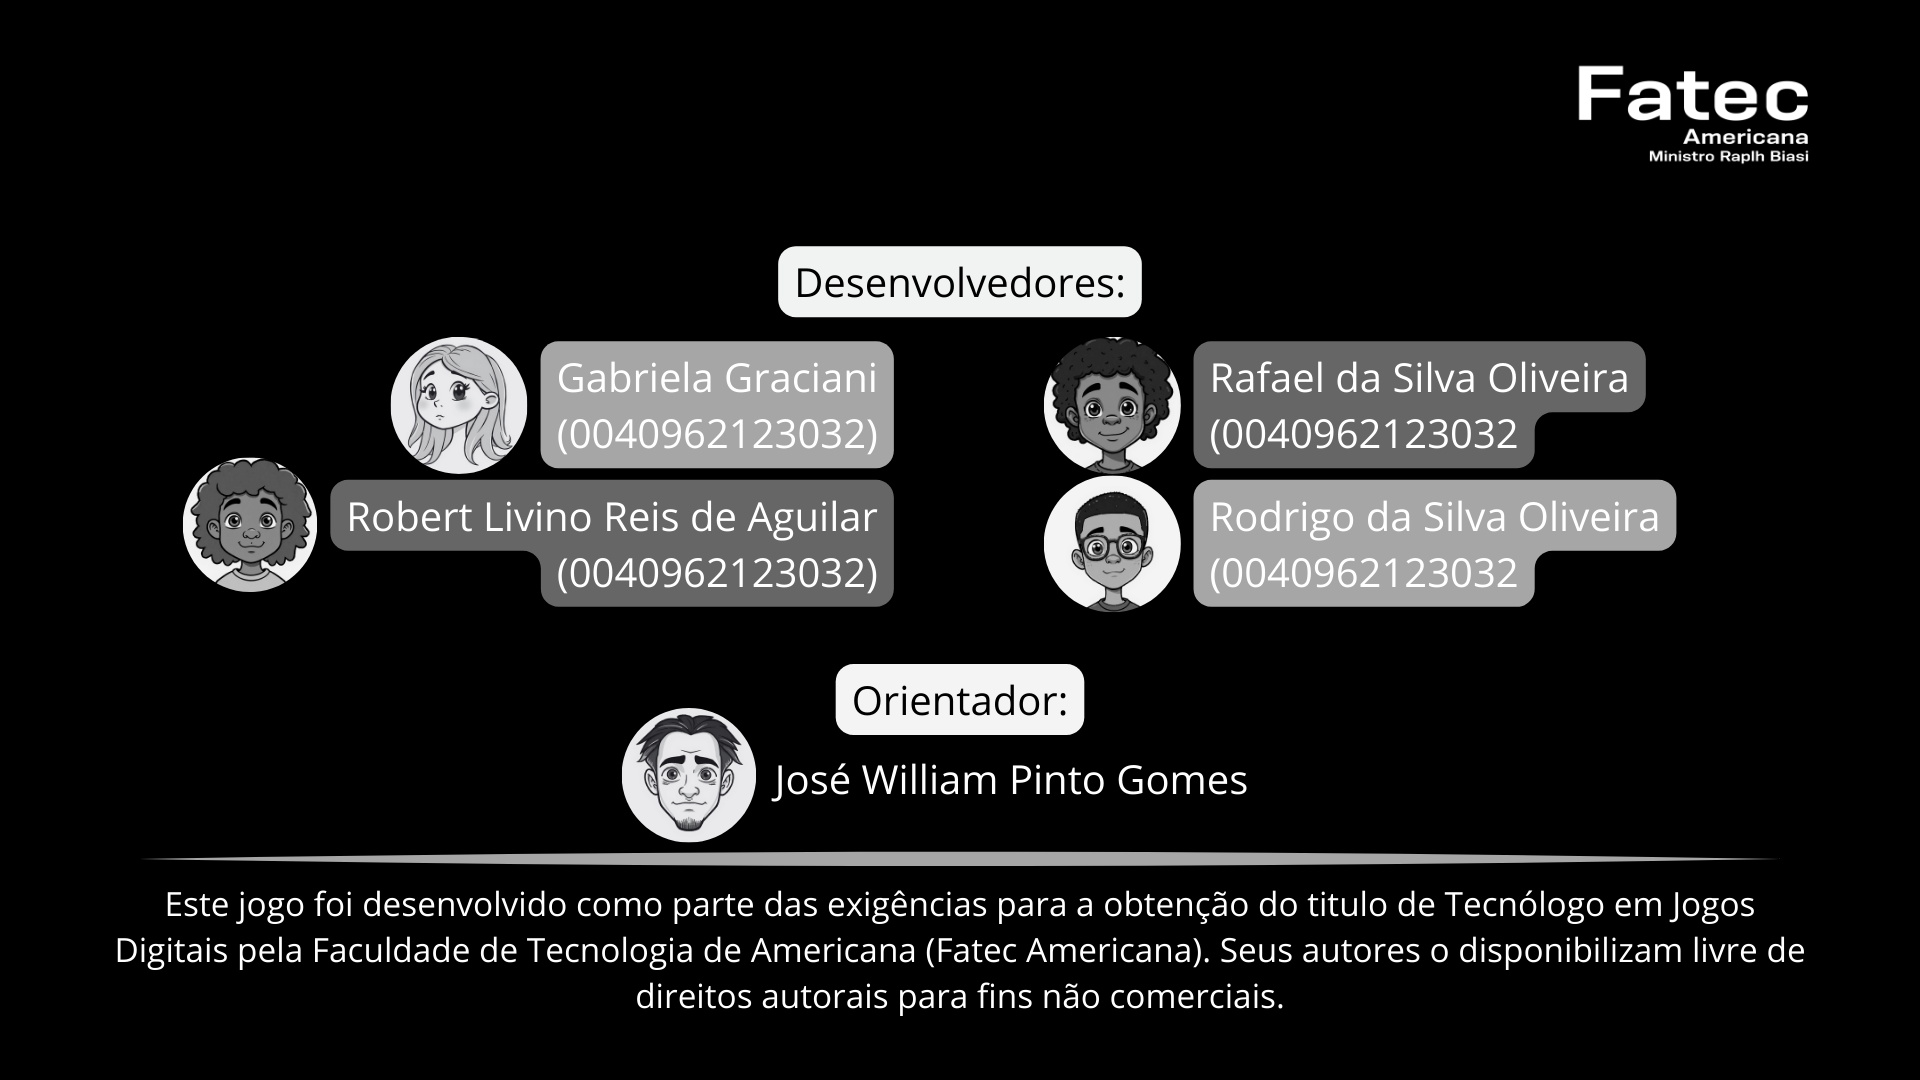 Fatec
Americana
Ministro Raplh Biasi
Desenvolvedores:
Gabriela Graciani
(0040962123032)
Robert Livino Reis de Aguilar
(0040962123032)
Rafael da Silva Oliveira
(0040962123032
Rodrigo da Silva Oliveira
(0040962123032
Orientador:
José William Pinto Gomes
Este jogo foi desenvolvido como parte das exigências para a obtenção do titulo de Tecnólogo em Jogos
Digitais pela Faculdade de Tecnologia de Americana (Fatec Americana). Seus autores o disponibilizam livre de
direitos autorais para fins não comerciais.